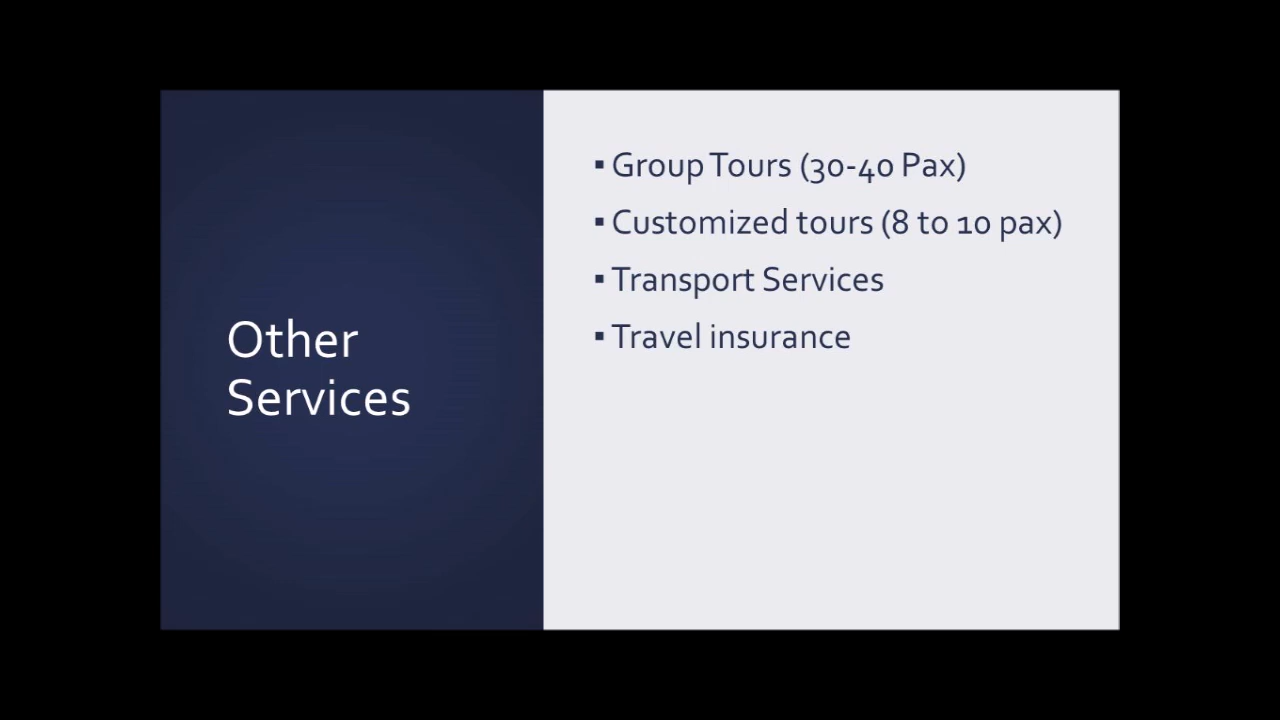 Other
Services
▪ Group Tours (30-40 Pax)
▪ Customized tours (8 to 10 pax)
▪ Transport Services
▪ Travel insurance